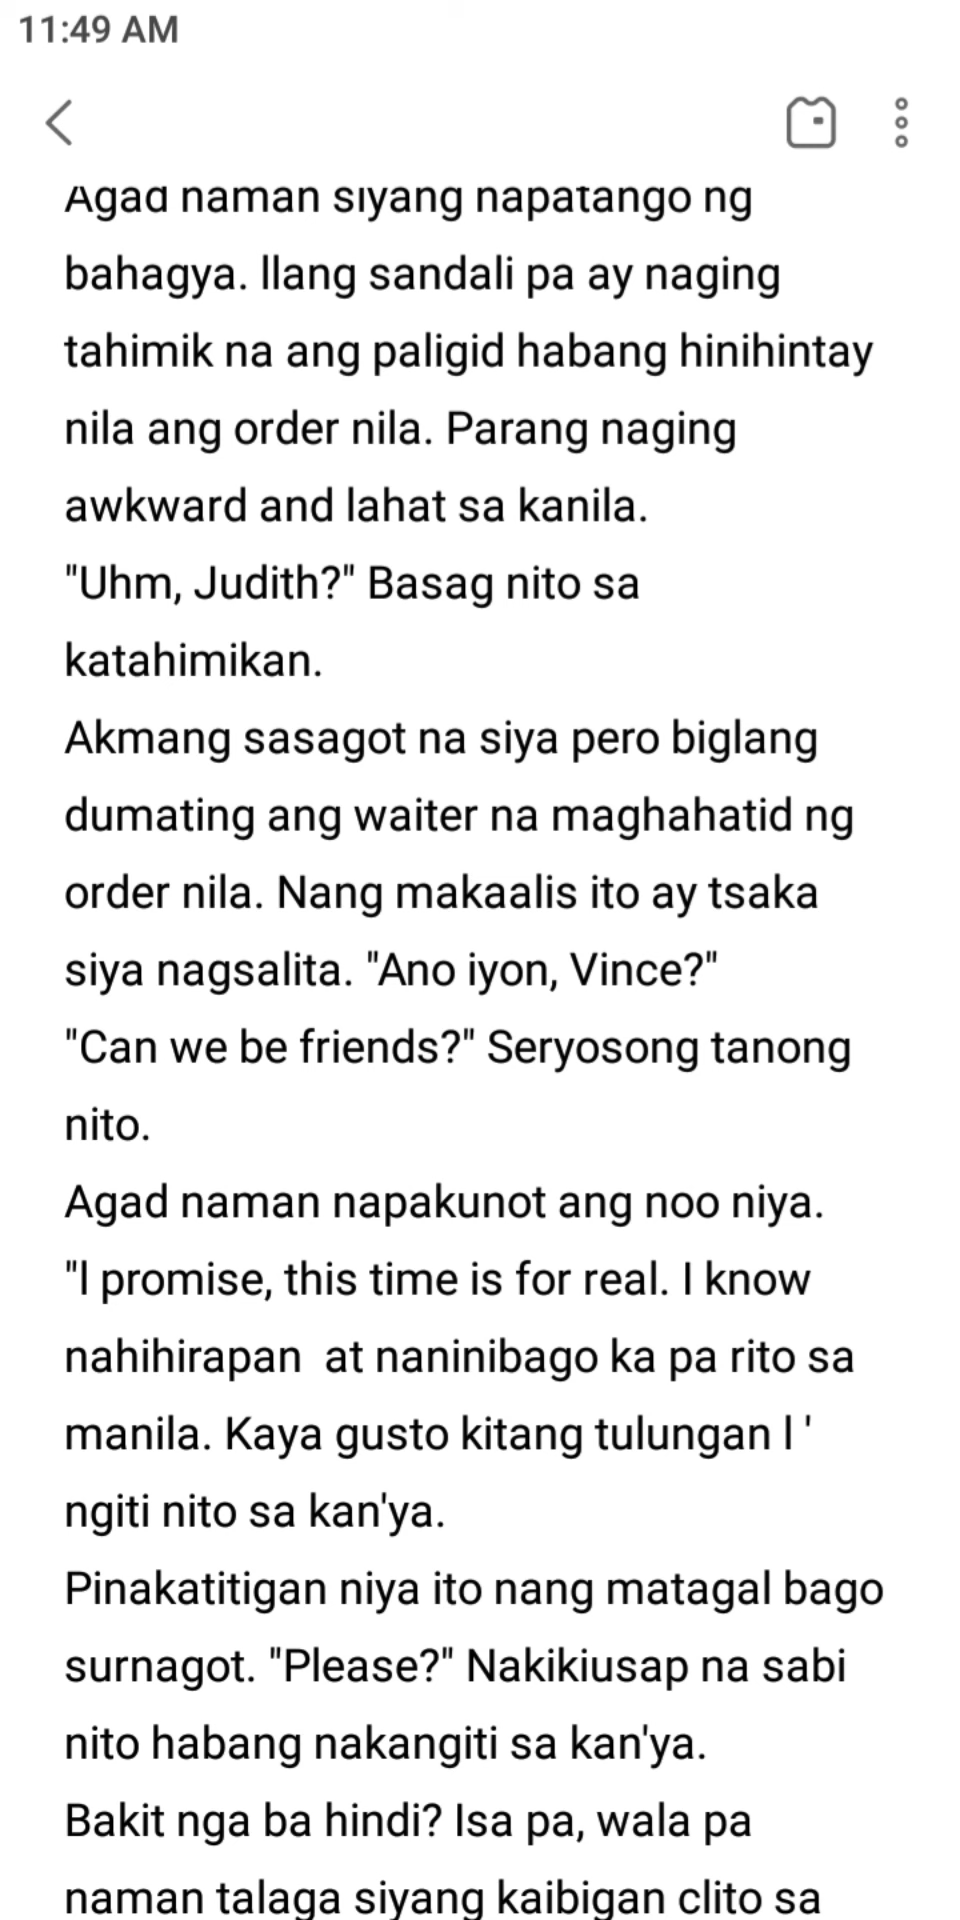 11:49 AM
Agad naman siyang napatango ng
bahagya. llang sandali pa ay naging
tahimik na ang paligid habang hinihintay
nila ang order nila. Parang naging
awkward and lahat sa kanila.
"Uhm, Judith?" Basag nito sa
katahimikan.
Akmang sasagot na siya pero biglang
dumating ang waiter na maghahatid ng
order nila. Nang makaalis ito ay tsaka
siya nagsalita. "Ano iyon, Vince?"
"Can we be friends?" Seryosong tanong
nito.
Agad naman napakunot ang noo niya.
"l promise, this time is for real. I know
nahihirapan  at naninibago ka pa rito sa
manila. Kaya gusto kitang tulungan l '
ngiti nito sa kan'ya.
Pinakatitigan niya ito nang matagal bago
surnagot. "Please?" Nakikiusap na sabi
nito habang nakangiti sa kan'ya.
Bakit nga ba hindi? Isa pa, wala pa
naman talaga siyang kaibigan clito sa